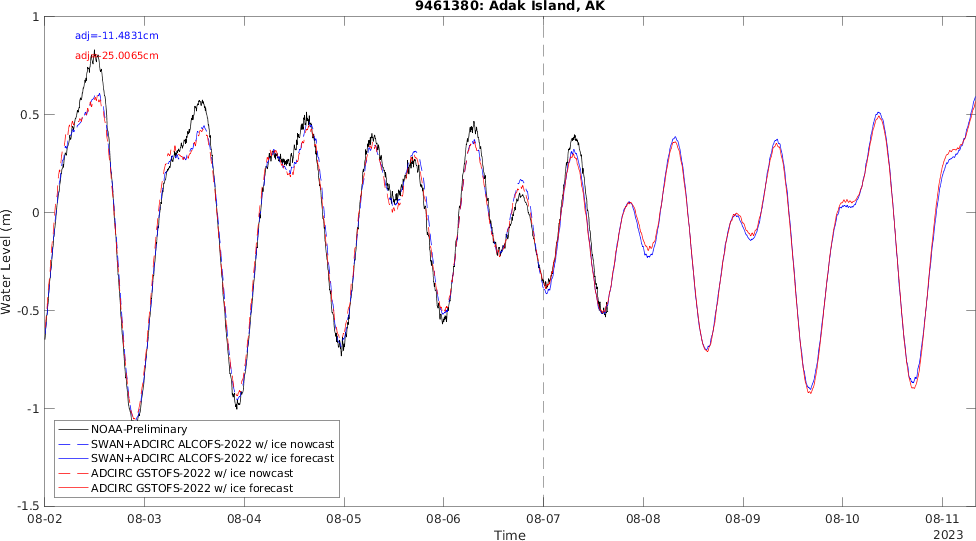 9461380: Adak Island, AK
adj=-11.4831cm
adj=-25.0065cm
Water Level (m)
1
0.5
0
-0.5
-1
-1.5
NOAA-Preliminary
SWAN+ADCIRC ALCOFS-2022 w/ ice nowcast
SWAN+ADCIRC ALCOFS-2022 w/ ice forecast
ADCIRC GSTOFS-2022 w/ ice nowcast
ADCIRC GSTOFS-2022 w/ ice forecast
08-02 08-03 08-04 08-05 08-06 08-07 08-08 08-09 08-10 08-11
Time
2023